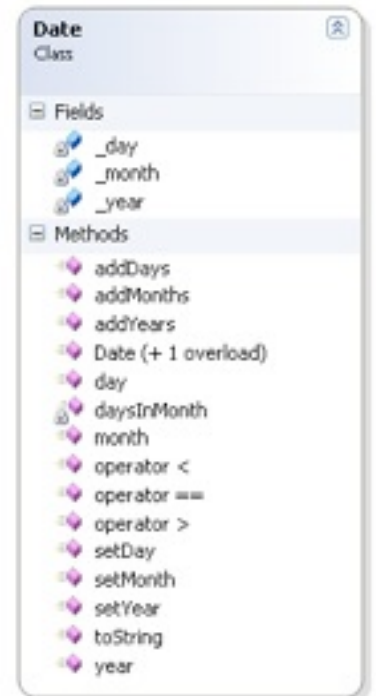 Date
Class
Fields
_day
_month
_year
Methods
addDays
addMonths
addYears
Date (+ 1 overload)
day
daysInMonth
month
operator <
operator ==
operator >
setDay
setMonth
setYear
toString
year